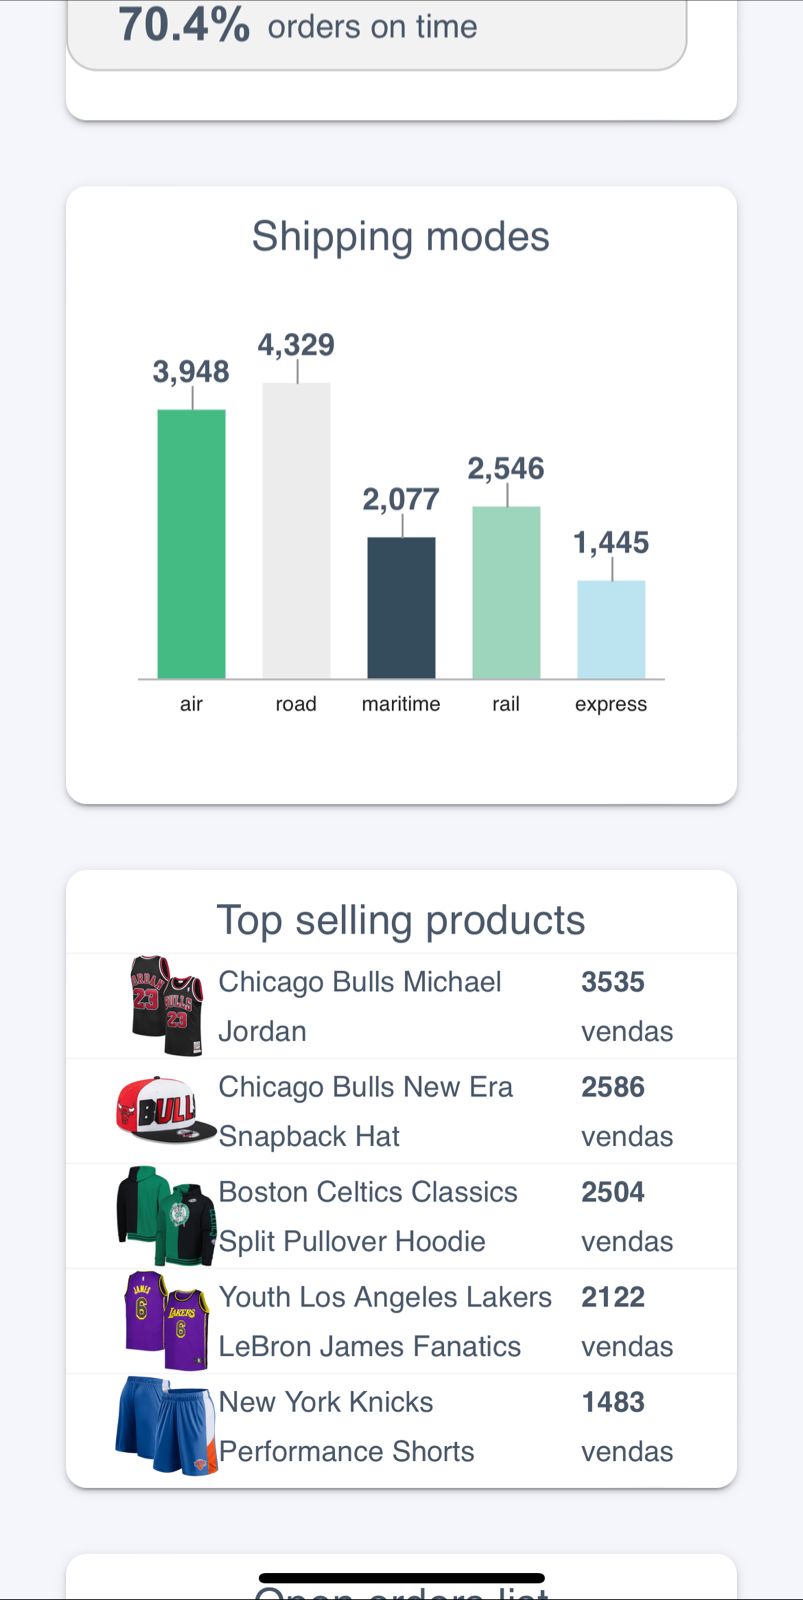 70.4% orders on time
Shipping modes
4,329
3,948
2,546
2,077
1,445
air road maritime rail express
Top selling products
Chicago Bulls Michael 3535
Jordan vendas
Chicago Bulls New Era 2586
Snapback Hat vendas
Boston Celtics Classics 2504
Split Pullover Hoodie vendas
Youth Los Angeles Lakers 2122
LeBron James Fanatics vendas
New York Knicks 1483
Performance Shorts vendas
Open orders list